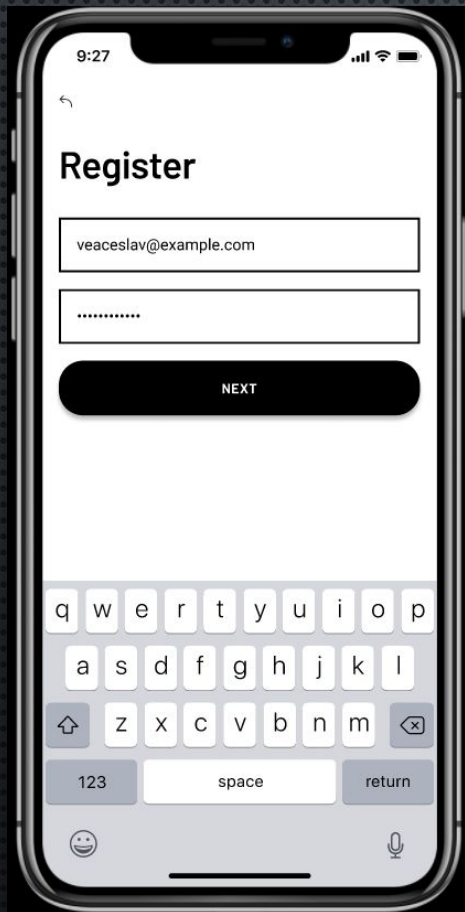 9:27
Register
veaceslav@example.com
••••••••••••
NEXT
q w e r t y u i o p
a s d f g h j k l
z x c v b n m
123 space return